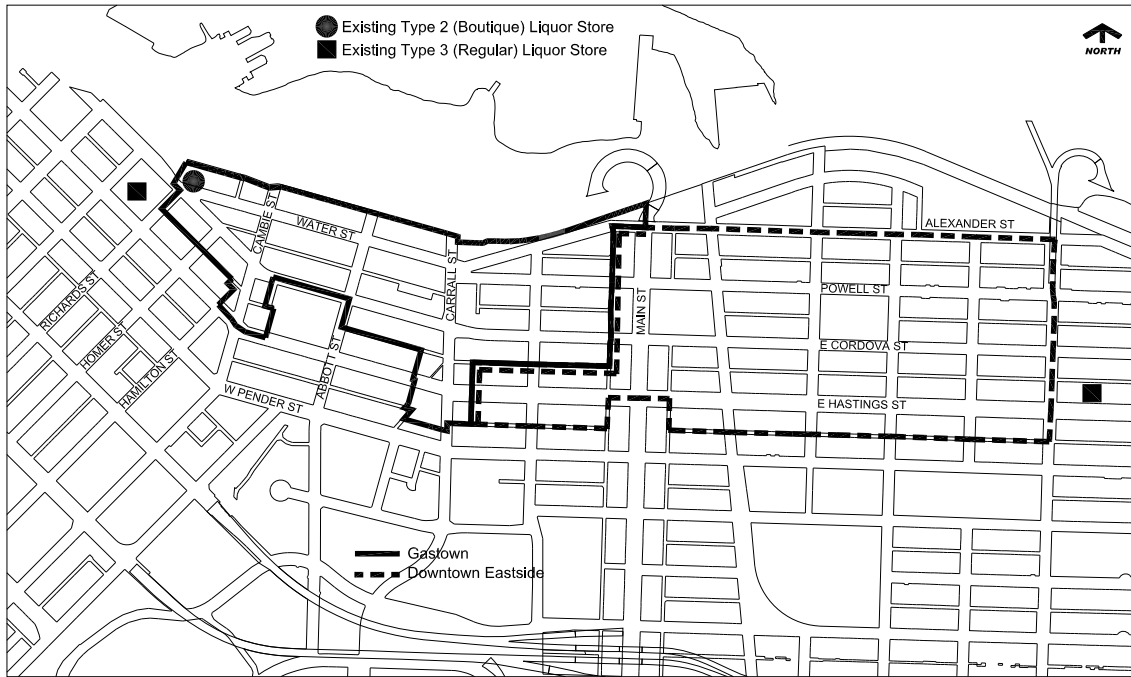 Existing Type 2 (Boutique) Liquor Store
Existing Type 3 (Regular) Liquor Store
NORTH
CAMBIE ST
WATER ST
CARRALL ST
ALEXANDER ST
POWELL ST
MAIN ST
RICHARDS ST
HOMER ST
HAMILTON ST
ABBOTT ST
E CORDOVA ST
W PENDER ST
E HASTINGS ST
Gastown
Downtown Eastside